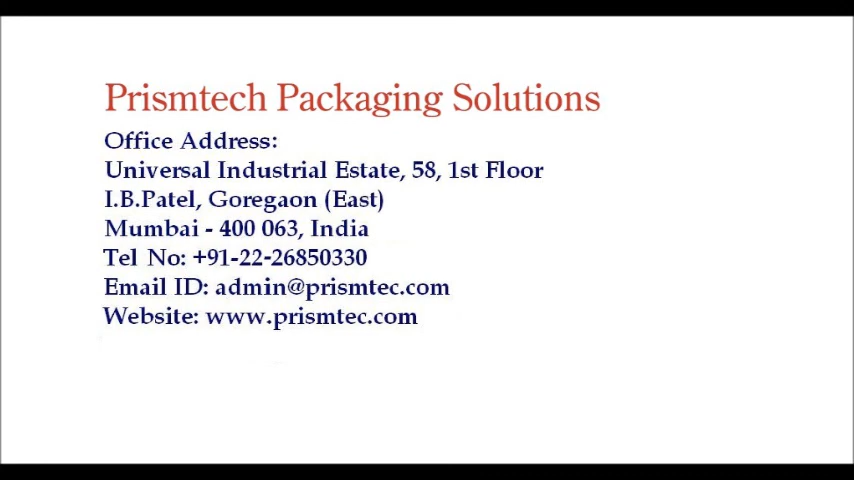 Prismtech Packaging Solutions
Office Address:
Universal Industrial Estate, 58, 1st Floor
I.B.Patel, Goregaon (East)
Mumbai - 400 063, India
Tel No: +91-22-26850330
Email ID: admin@prismtec.com
Website: www.prismtec.com